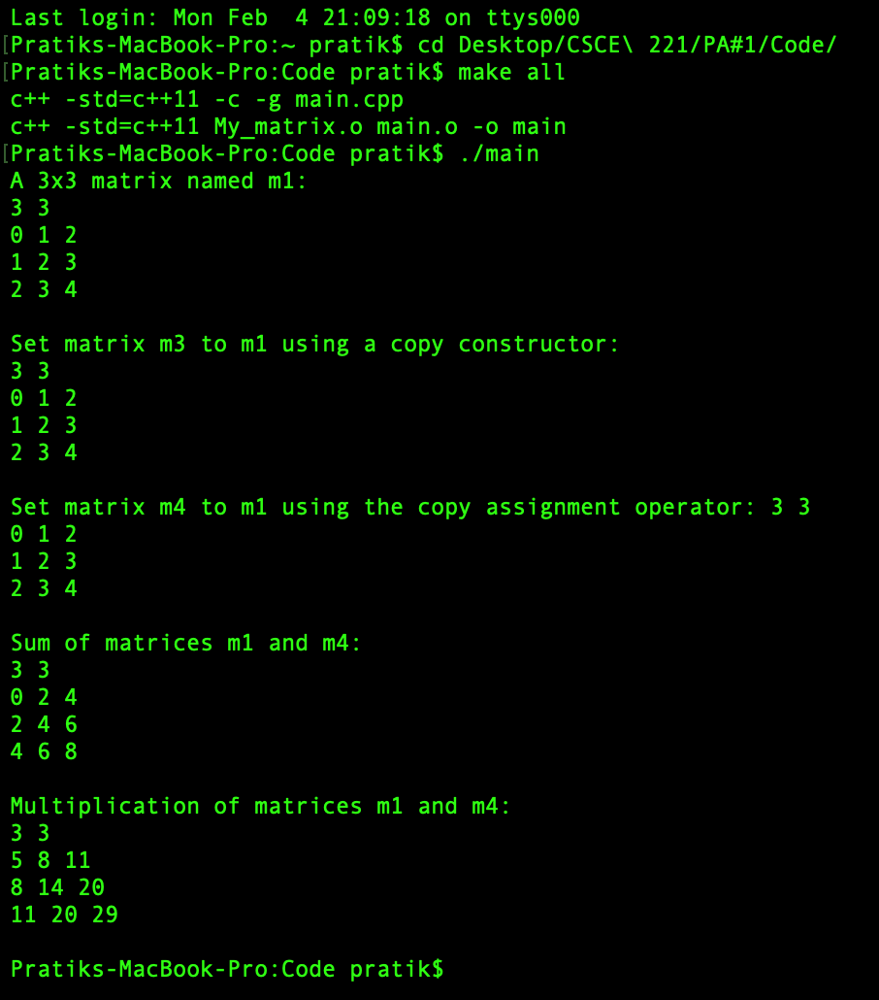 Last login: Mon Feb  4 21:09:18 on ttys000
[Pratiks-MacBook-Pro:~ pratik$ cd Desktop/CSCE\ 221/PA#1/Code/
[Pratiks-MacBook-Pro:Code pratik$ make all
c++ -std=c++11 -c -g main.cpp
c++ -std=c++11 My_matrix.o main.o -o main
[Pratiks-MacBook-Pro:Code pratik$ ./main
A 3x3 matrix named m1:
3 3
0 1 2
1 2 3
2 3 4

Set matrix m3 to m1 using a copy constructor:
3 3
0 1 2
1 2 3
2 3 4

Set matrix m4 to m1 using the copy assignment operator: 3 3
0 1 2
1 2 3
2 3 4

Sum of matrices m1 and m4:
3 3
0 2 4
2 4 6
4 6 8

Multiplication of matrices m1 and m4:
3 3
5 8 11
8 14 20
11 20 29

Pratiks-MacBook-Pro:Code pratik$